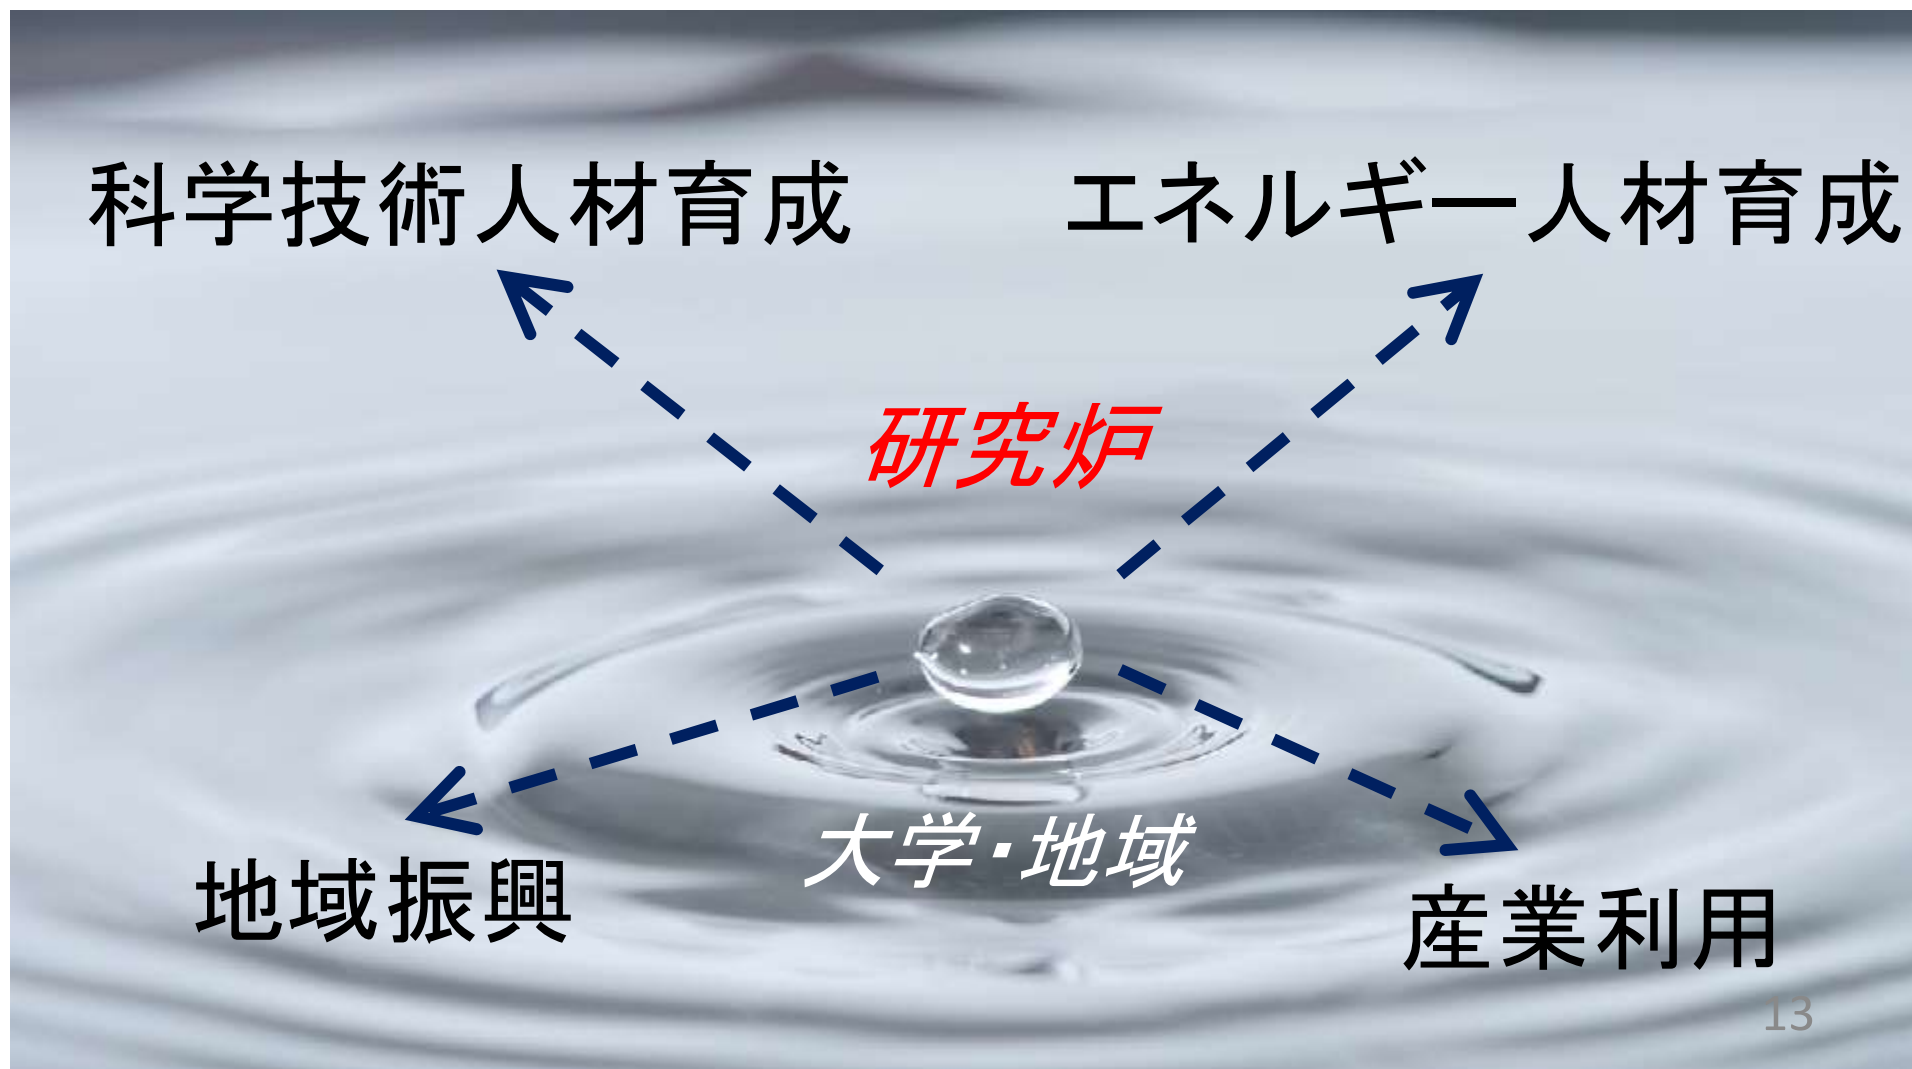 科学技術人材育成
エネルギー人材育成
研究炉
大学・地域
地域振興
産業利用
13